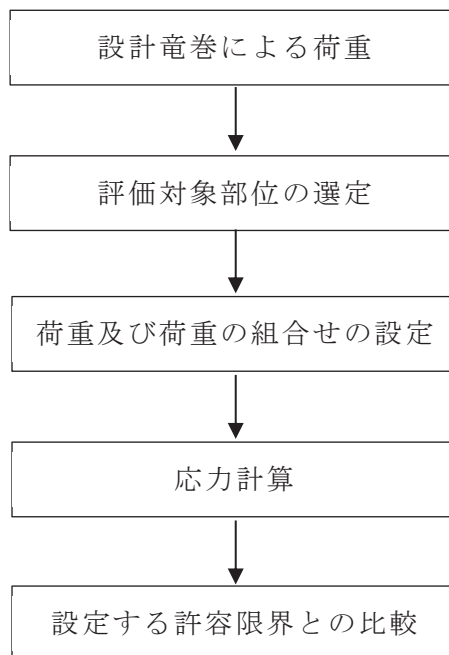 設計竜巻による荷重
評価対象部位の選定
荷重及び荷重の組合せの設定
応力計算
設定する許容限界との比較